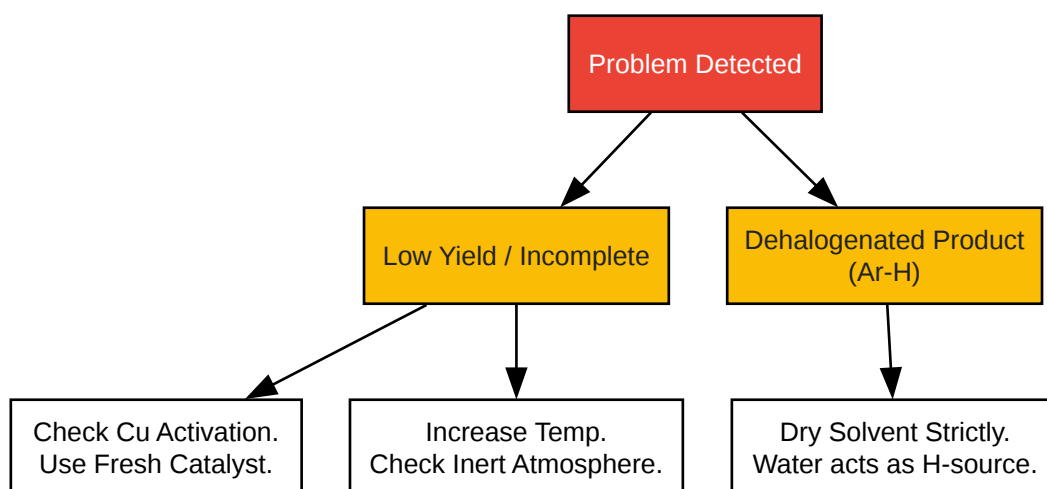 Problem Detected
Low Yield / Incomplete
Dehalogenated Product
(Ar-H)
Check Cu Activation.
Use Fresh Catalyst.
Increase Temp.
Check Inert Atmosphere.
Dry Solvent Strictly.
Water acts as H-source.